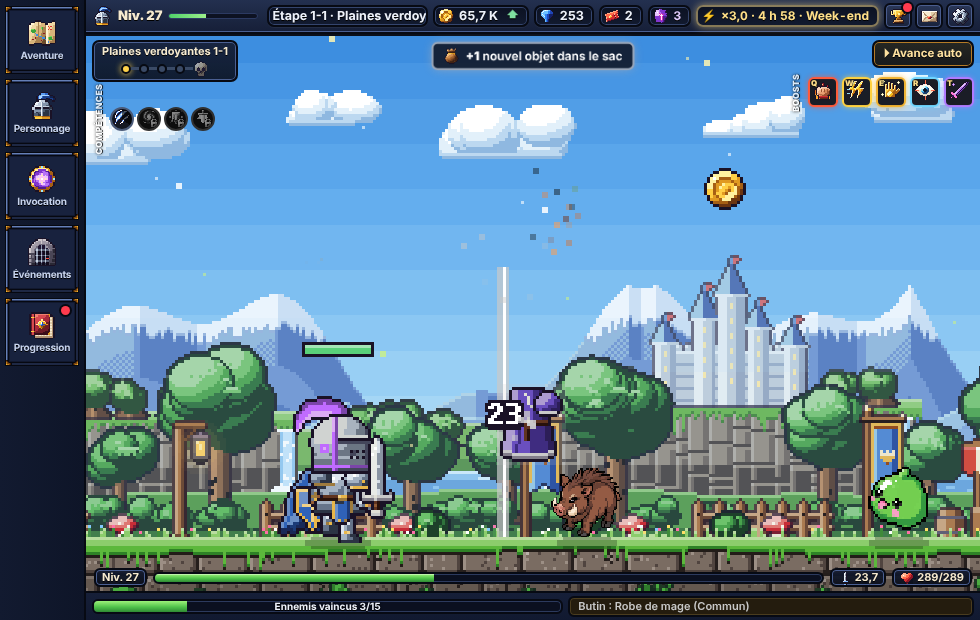 Niv. 27
Étape 1-1 · Plaines verdoy
65,7 K
253
2
3
×3,0 · 4 h 58 · Week-end
Aventure
Personnage
Invocation
Événements
Progression
Plaines verdoyantes 1-1
+1 nouvel objet dans le sac
Avance auto
COMPÉTENCES
BOOSTS
Q
W
E
R
T
23
Niv. 27
23,7
289/289
Ennemis vaincus 3/15
Butin : Robe de mage (Commun)